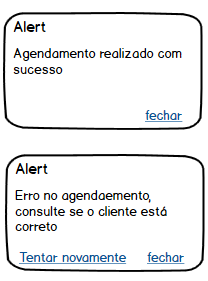 Alert
Agendamento realizado com
sucesso
fechar
Alert
Erro no agendaemento,
consulte se o cliente está
correto
Tentar novamente fechar